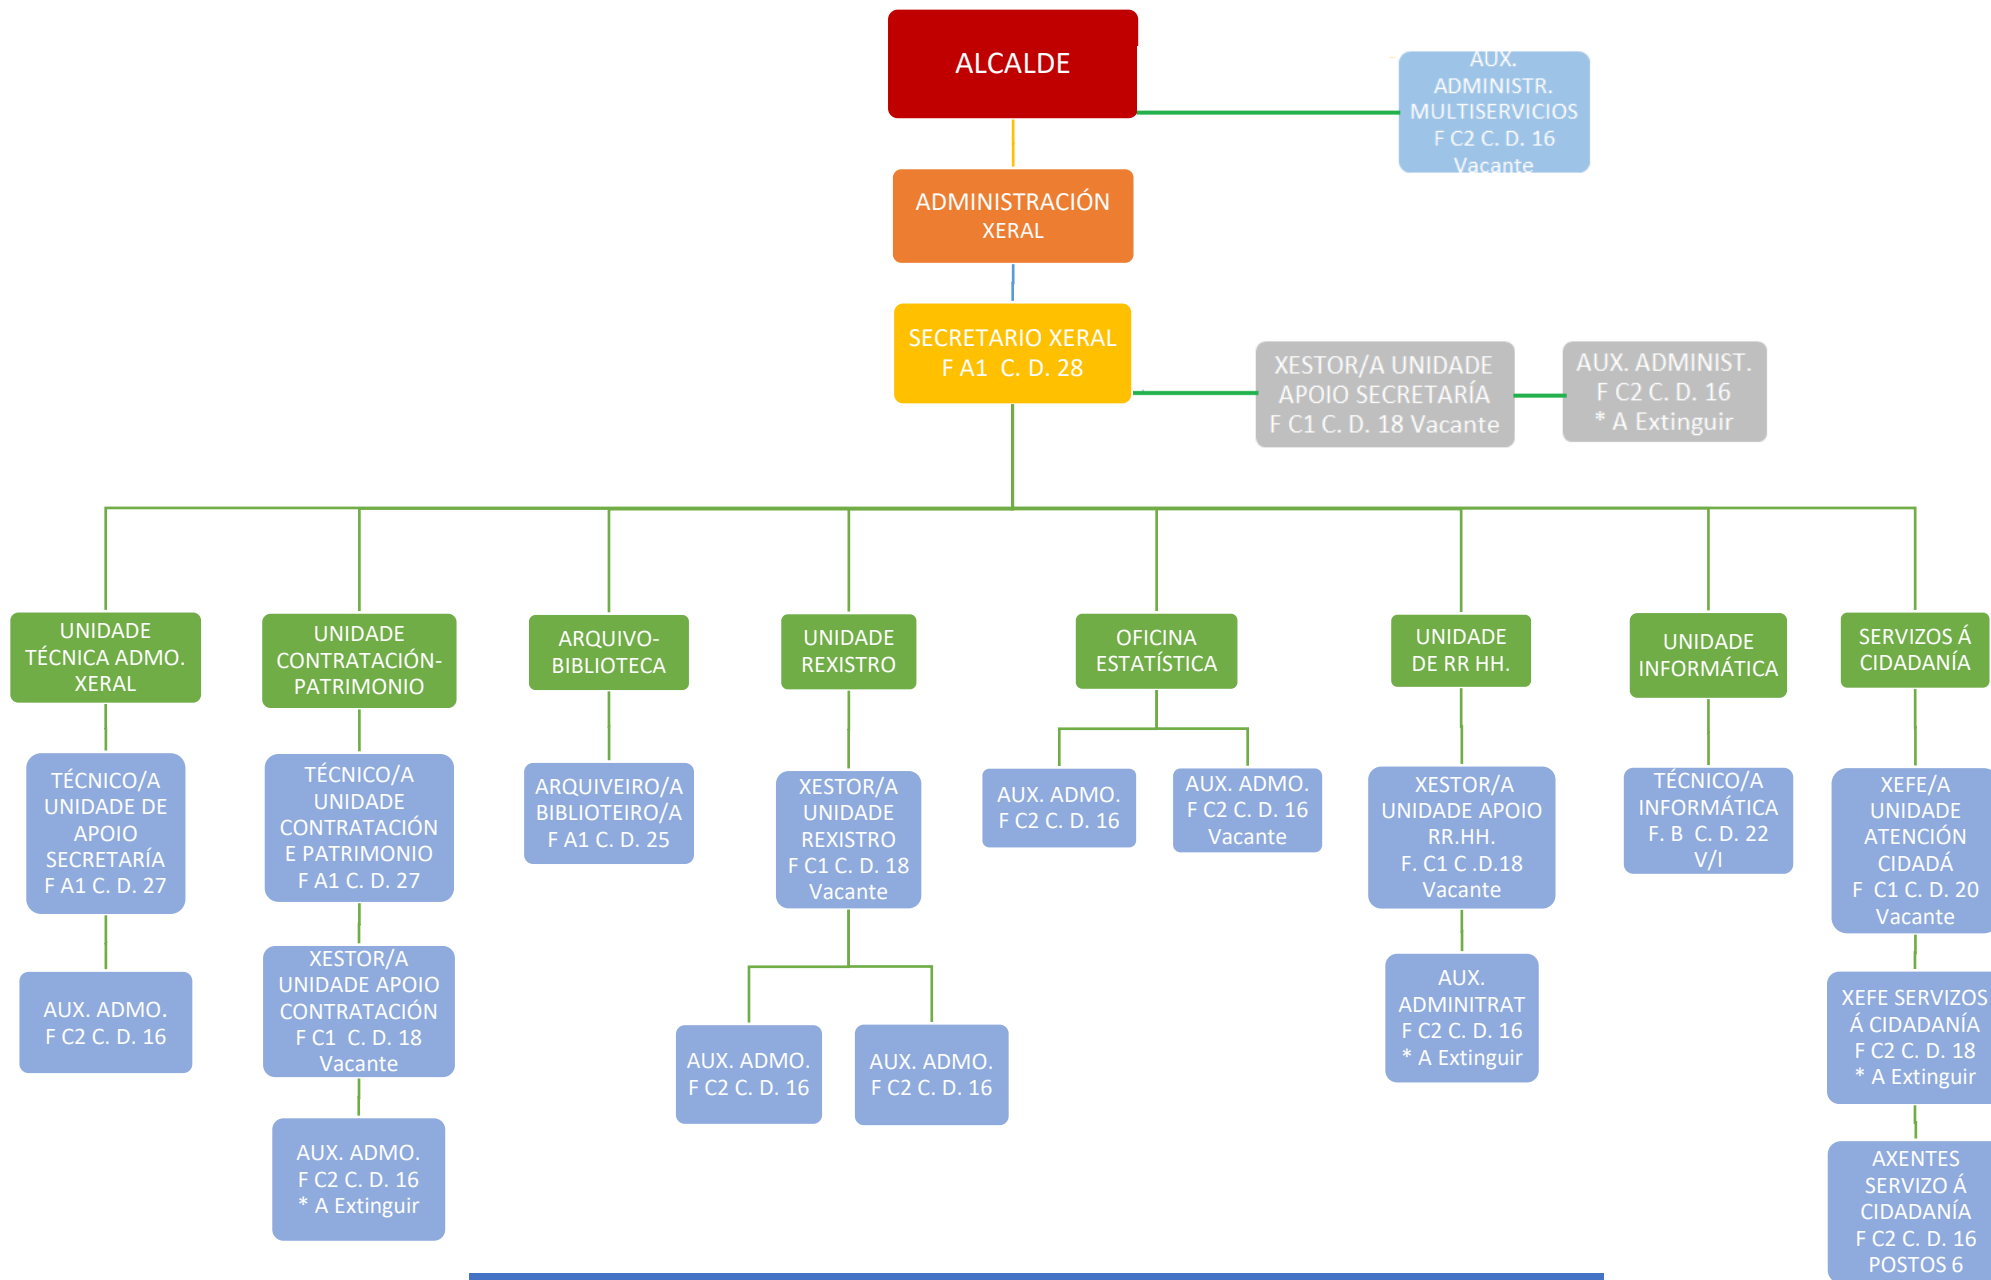 ALCALDE
AUX.
ADMINISTR.
MULTISERVICIOS
F C2 C. D. 16
Vacante
ADMINISTRACIÓN
XERAL
SECRETARIO XERAL
F A1 C. D. 28
XESTOR/A UNIDADE
APOIO SECRETARÍA
F C1 C. D. 18 Vacante
AUX. ADMINIST.
F C2 C. D. 16
* A Extinguir
UNIDADE
TÉCNICA ADMO.
XERAL
UNIDADE
CONTRATACIÓN-
PATRIMONIO
ARQUIVO-
BIBLIOTECA
UNIDADE
REXISTRO
OFICINA
ESTATÍSTICA
UNIDADE
DE RR HH.
UNIDADE
INFORMÁTICA
SERVIZOS Á
CIDADANÍA
TÉCNICO/A
UNIDADE DE
APOIO
SECRETARÍA
F A1 C. D. 27
TÉCNICO/A
UNIDADE
CONTRATACIÓN
E PATRIMONIO
F A1 C. D. 27
ARQUIVEIRO/A
BIBLIOTEIRO/A
F A1 C. D. 25
XESTOR/A
UNIDADE
REXISTRO
F C1 C. D. 18
Vacante
AUX. ADMO.
F C2 C. D. 16
AUX. ADMO.
F C2 C. D. 16
Vacante
XESTOR/A
UNIDADE APOIO
RR.HH.
F. C1 C .D.18
Vacante
TÉCNICO/A
INFORMÁTICA
F. B C. D. 22
V/I
XEFE/A
UNIDADE
ATENCIÓN
CIDADÁ
F C1 C. D. 20
Vacante
AUX. ADMO.
F C2 C. D. 16
XESTOR/A
UNIDADE APOIO
CONTRATACIÓN
F C1 C. D. 18
Vacante
AUX. ADMO.
F C2 C. D. 16
AUX. ADMO.
F C2 C. D. 16
AUX.
ADMINITRAT
F C2 C. D. 16
* A Extinguir
XEFE SERVIZOS
Á CIDADANÍA
F C2 C. D. 18
* A Extinguir
AUX. ADMO.
F C2 C. D. 16
* A Extinguir
AXENTES
SERVIZO Á
CIDADANÍA
F C2 C. D. 16
POSTOS 6